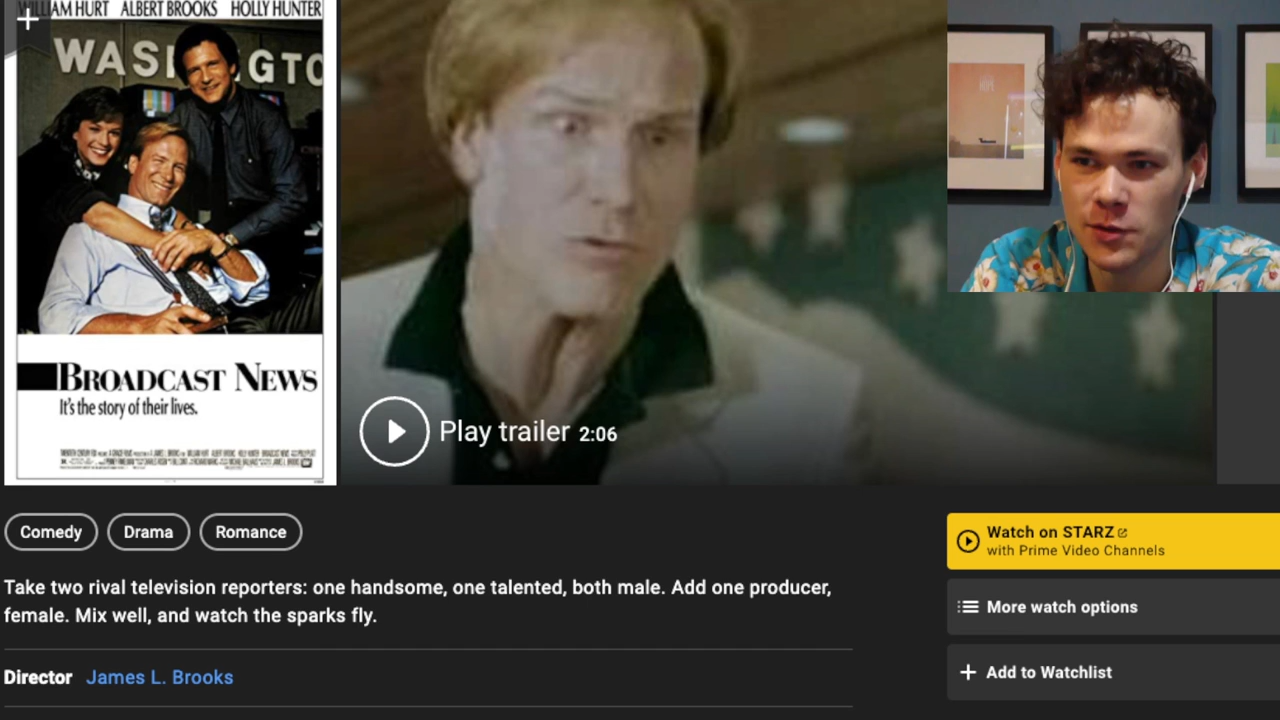 WILLIAM HURT ALBERT BROOKS HOLLY HUNTER
WASHINGTO
BROADCAST NEWS
It's the story of their lives.
Play trailer 2:06
HOPE
Comedy
Drama
Romance
Watch on STARZ
with Prime Video Channels
Take two rival television reporters: one handsome, one talented, both male. Add one producer,
female. Mix well, and watch the sparks fly.
More watch options
Director James L. Brooks
Add to Watchlist